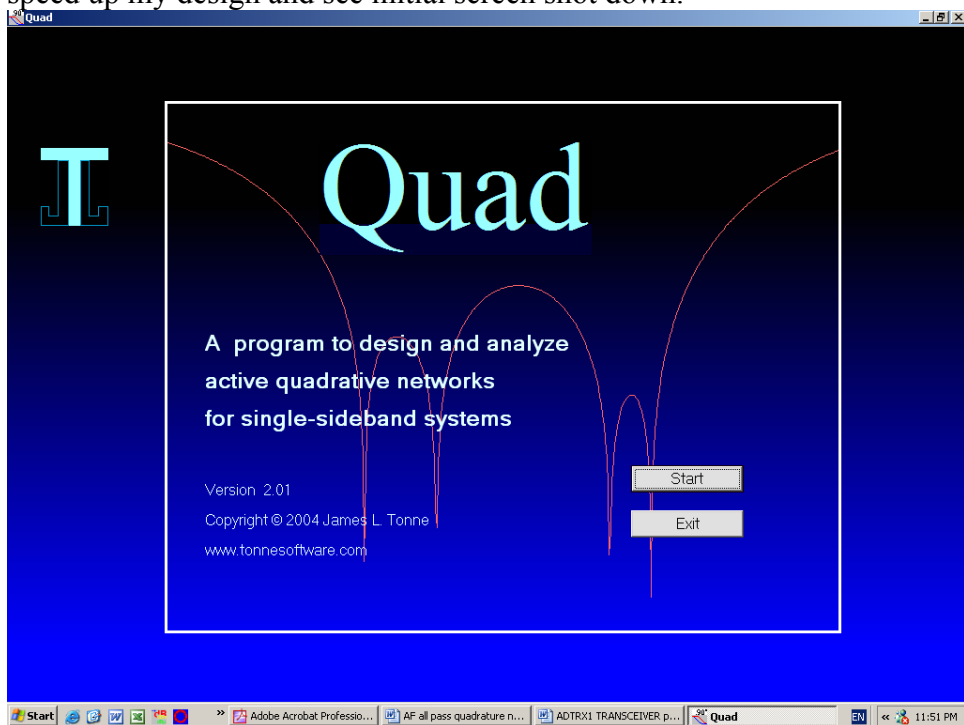 speed up my design and see initial screen shot down.
Quad
Quad
A program to design and analyze
active quadrative networks
for single-sideband systems
Version 2.01
Copyright © 2004 James L. Tonne
www.tonnesoftware.com
Start
Exit
Start
» Adobe Acrobat Professio... AF all pass quadrature n... ADTRX1 TRANSCEIVER p... Quad EN « 11:51 PM